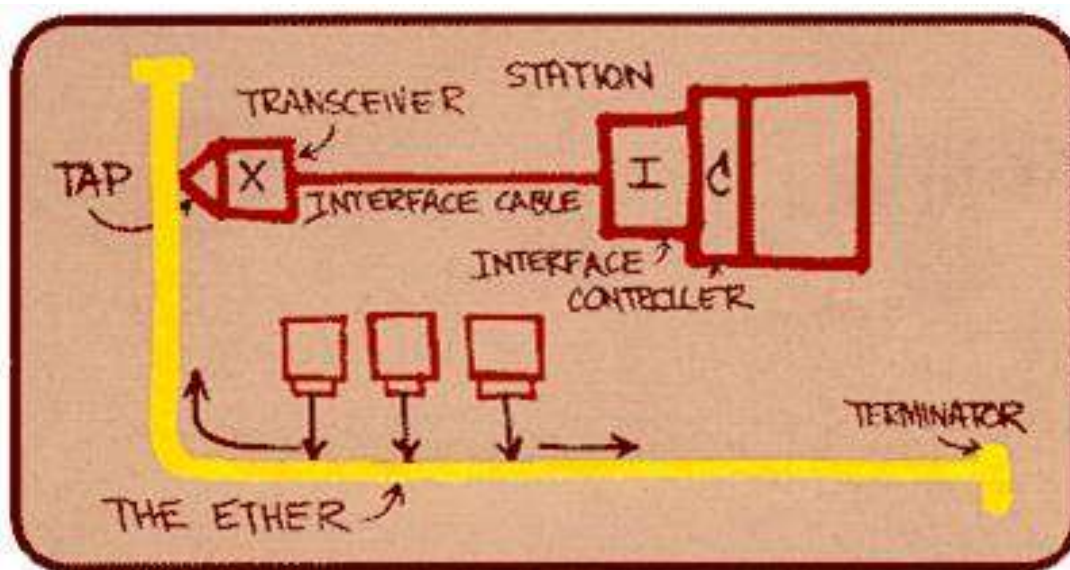 STATION
TRANSCEIVER
TAP
X
I
C
INTERFACE CABLE
INTERFACE
CONTROLLER
TERMINATOR
THE ETHER